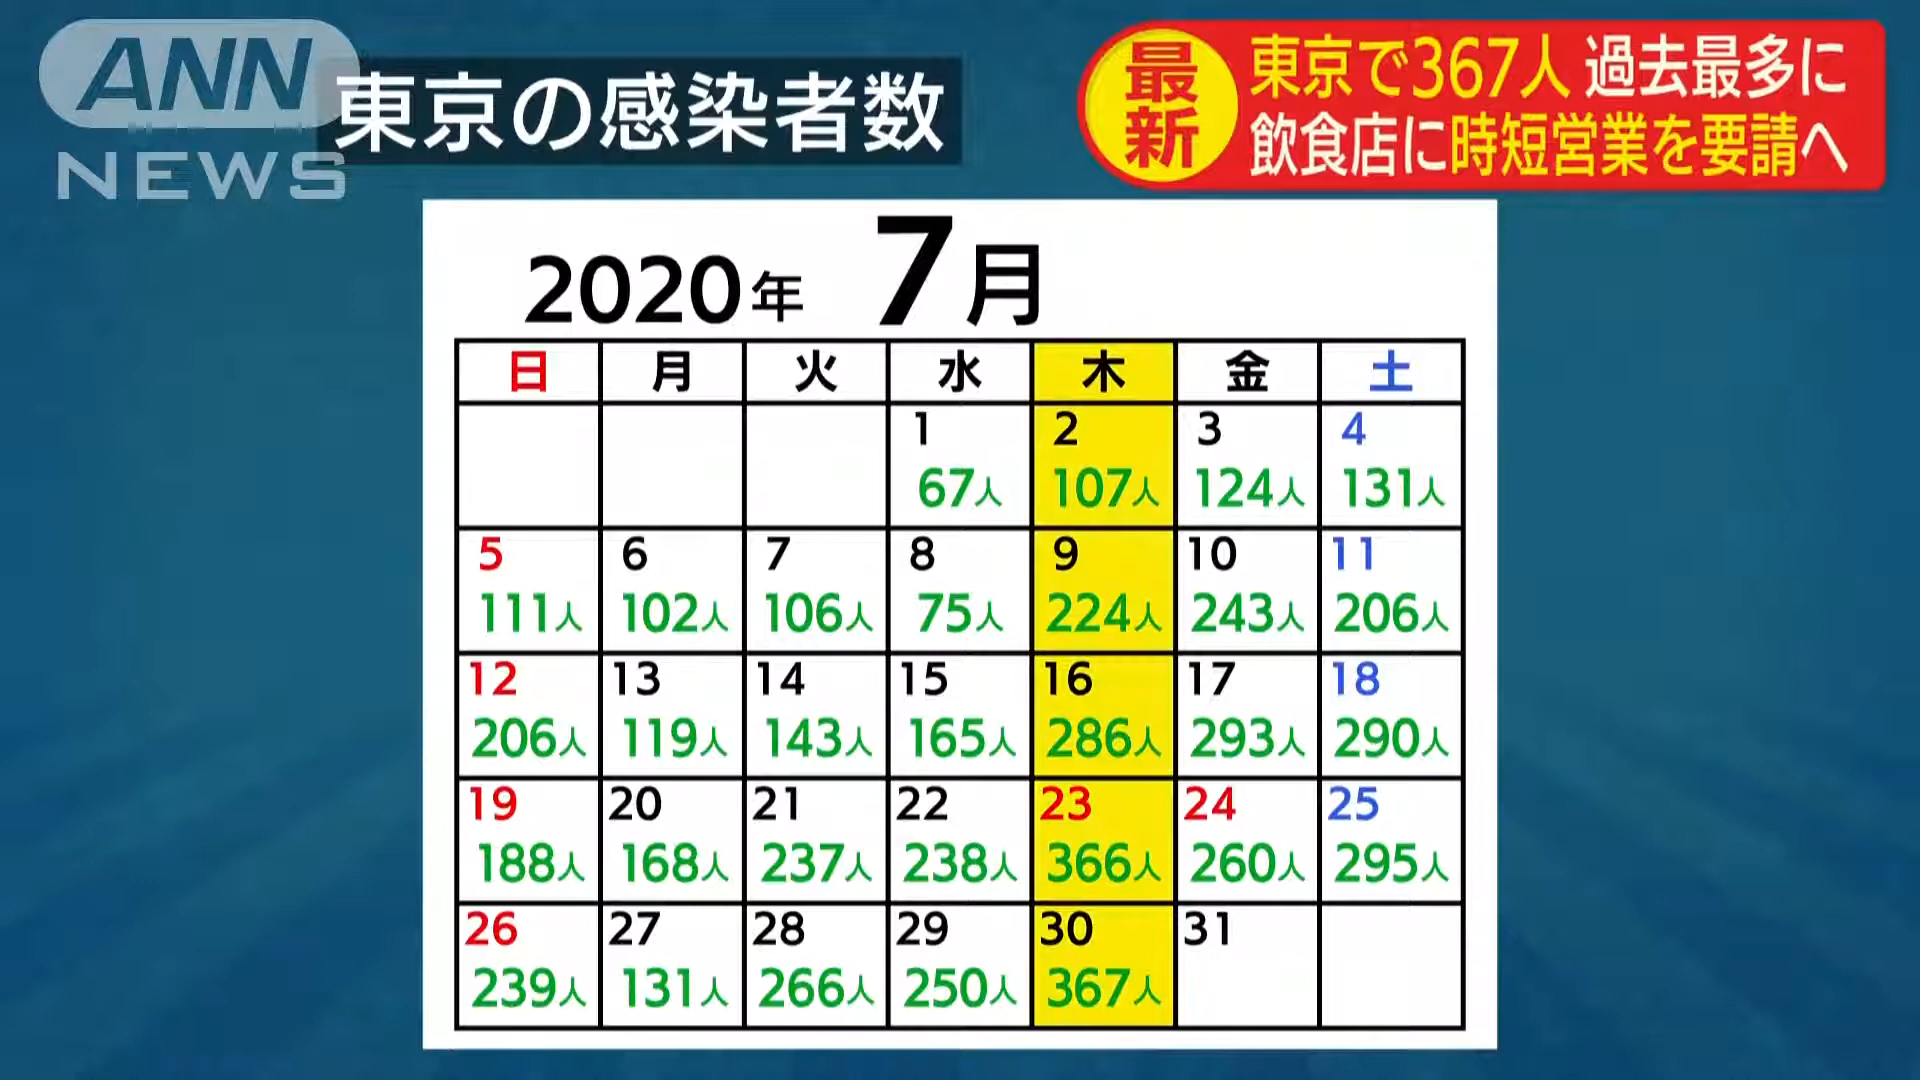 ANN
NEWS
東京の感染者数
最新
東京で367人 過去最多に
飲食店に時短営業を要請へ
2020年 7月
日 月 火 水 木 金 土
1 2 3 4
67人 107人 124人 131人
5 6 7 8 9 10 11
111人 102人 106人 75人 224人 243人 206人
12 13 14 15 16 17 18
206人 119人 143人 165人 286人 293人 290人
19 20 21 22 23 24 25
188人 168人 237人 238人 366人 260人 295人
26 27 28 29 30 31
239人 131人 266人 250人 367人